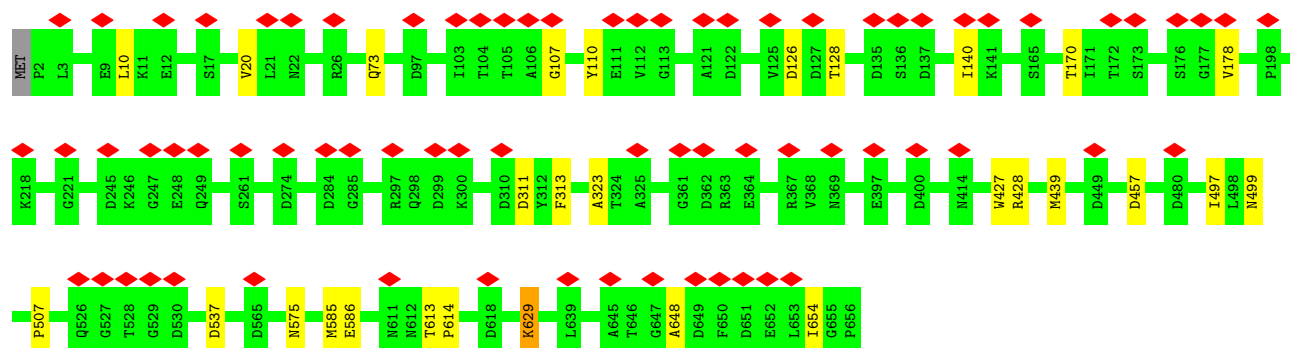 MET P2 L3 E9 L10 K11 E12 S17 V20 L21 N22 R26 Q73 D97 I103 T104 T105 A106 G107 Y110 E111 V112 G113 A121 D122 V125 D126 D127 T128 D135 S136 D137 I140 K141 S165 T170 I171 T172 S173 S176 G177 V178 P198
K218 G221 D245 K246 G247 E248 Q249 S261 D274 D284 G285 R297 Q298 D299 K300 D310 D311 Y312 F313 A323 T324 A325 G361 D362 R363 E364 R367 V368 N369 E397 D400 N414 W427 R428 M439 D449 D457 D480 I497 L498 N499
P507 Q526 G527 T528 G529 D530 D537 D565 N575 M585 E586 N611 N612 T613 P614 D618 K629 L639 A645 T646 G647 A648 D649 F650 D651 E652 L653 I654 G655 P656